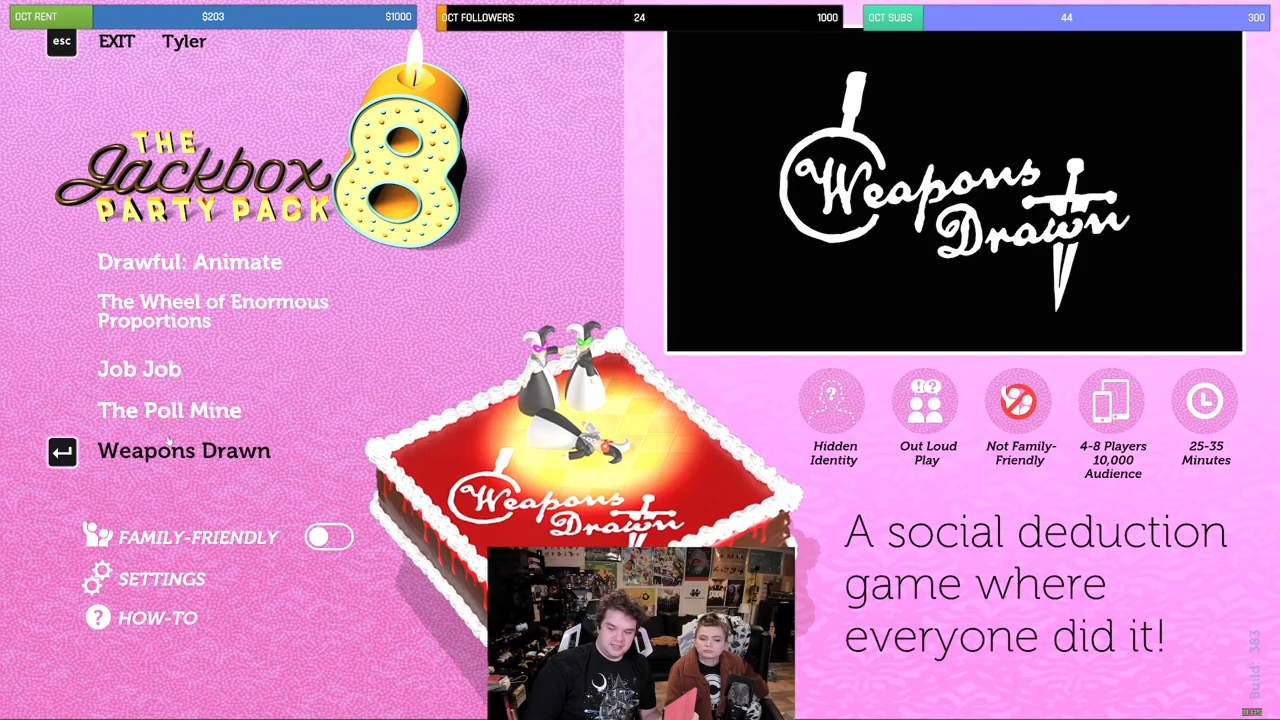 OCT RENT $203 $1000
OCT FOLLOWERS 24 1000
OCT SUBS 44 300
esc EXIT Tyler
THE
Jackbox
PARTY PACK
8
Drawful: Animate
The Wheel of Enormous
Proportions
Job Job
The Poll Mine
Weapons Drawn
FAMILY-FRIENDLY
SETTINGS
? HOW-TO
Weapons
Drawn
Weapons
Drawn
Hidden
Identity
Out Loud
Play
Not Family-
Friendly
4-8 Players
10,000
Audience
25-35
Minutes
A social deduction
game where
everyone did it!
Build: 383